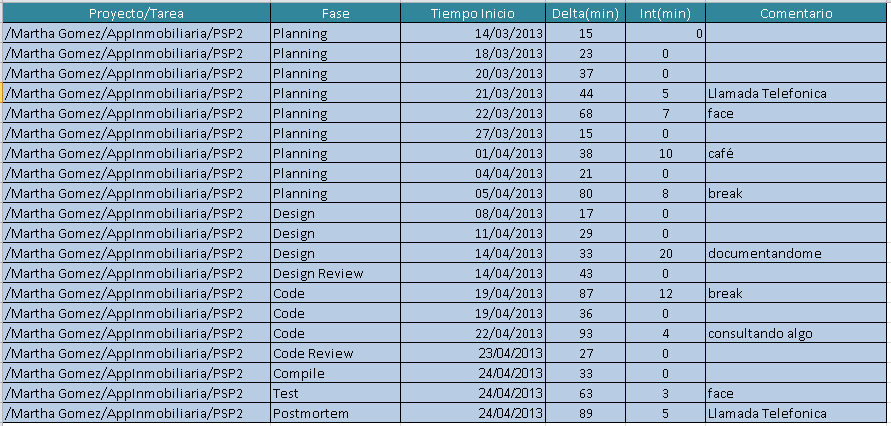 Proyecto/Tarea Fase Tiempo Inicio Delta(min) Int(min) Comentario
/Martha Gomez/AppInmobiliaria/PSP2 Planning 14/03/2013 15 0
/Martha Gomez/AppInmobiliaria/PSP2 Planning 18/03/2013 23 0
/Martha Gomez/AppInmobiliaria/PSP2 Planning 20/03/2013 37 0
/Martha Gomez/AppInmobiliaria/PSP2 Planning 21/03/2013 44 5 Llamada Telefonica
/Martha Gomez/AppInmobiliaria/PSP2 Planning 22/03/2013 68 7 face
/Martha Gomez/AppInmobiliaria/PSP2 Planning 27/03/2013 15 0
/Martha Gomez/AppInmobiliaria/PSP2 Planning 01/04/2013 38 10 café
/Martha Gomez/AppInmobiliaria/PSP2 Planning 04/04/2013 21 0
/Martha Gomez/AppInmobiliaria/PSP2 Planning 05/04/2013 80 8 break
/Martha Gomez/AppInmobiliaria/PSP2 Design 08/04/2013 17 0
/Martha Gomez/AppInmobiliaria/PSP2 Design 11/04/2013 29 0
/Martha Gomez/AppInmobiliaria/PSP2 Design 14/04/2013 33 20 documentandome
/Martha Gomez/AppInmobiliaria/PSP2 Design Review 14/04/2013 43 0
/Martha Gomez/AppInmobiliaria/PSP2 Code 19/04/2013 87 12 break
/Martha Gomez/AppInmobiliaria/PSP2 Code 19/04/2013 36 0
/Martha Gomez/AppInmobiliaria/PSP2 Code 22/04/2013 93 4 consultando algo
/Martha Gomez/AppInmobiliaria/PSP2 Code Review 23/04/2013 27 0
/Martha Gomez/AppInmobiliaria/PSP2 Compile 24/04/2013 33 0
/Martha Gomez/AppInmobiliaria/PSP2 Test 24/04/2013 63 3 face
/Martha Gomez/AppInmobiliaria/PSP2 Postmortem 24/04/2013 89 5 Llamada Telefonica